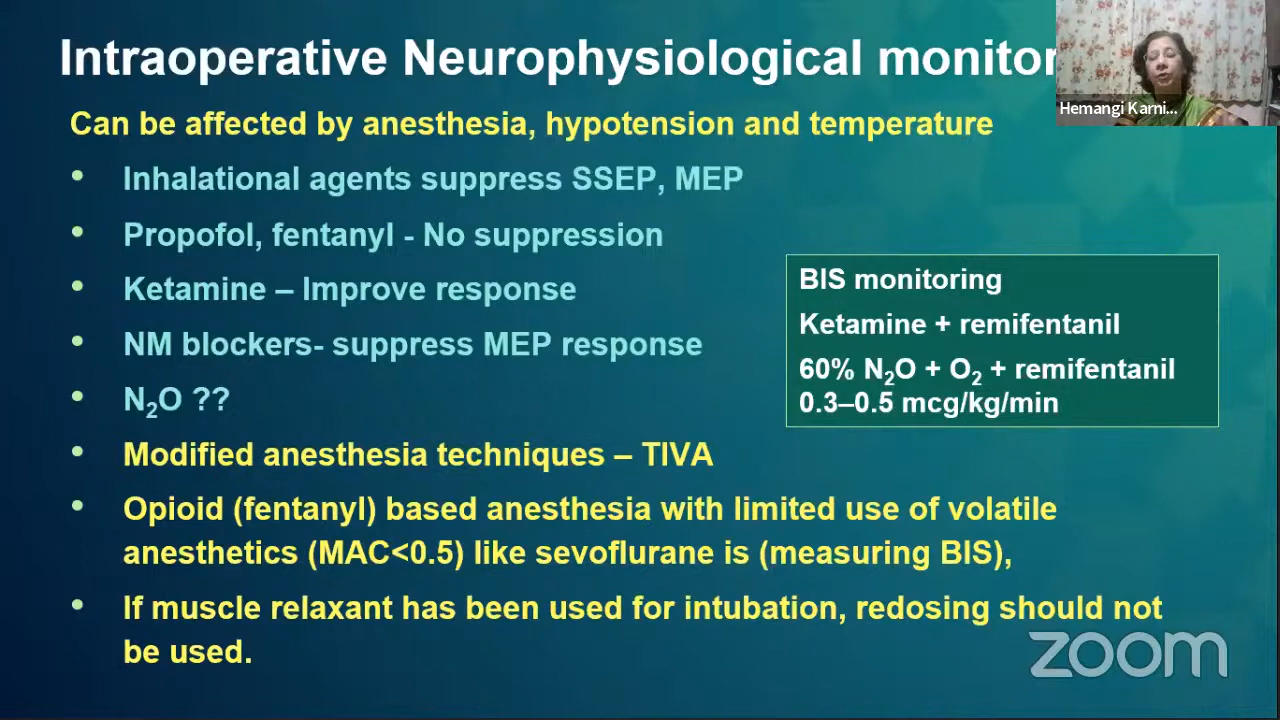 Intraoperative Neurophysiological monitor
Hemangi Karni...
Can be affected by anesthesia, hypotension and temperature
• Inhalational agents suppress SSEP, MEP
• Propofol, fentanyl - No suppression
• Ketamine – Improve response
• NM blockers- suppress MEP response
• N₂O ??
BIS monitoring
Ketamine + remifentanil
60% N₂O + O₂ + remifentanil
0.3–0.5 mcg/kg/min
• Modified anesthesia techniques – TIVA
• Opioid (fentanyl) based anesthesia with limited use of volatile
anesthetics (MAC<0.5) like sevoflurane is (measuring BIS),
• If muscle relaxant has been used for intubation, redosing should not
be used.
zoom